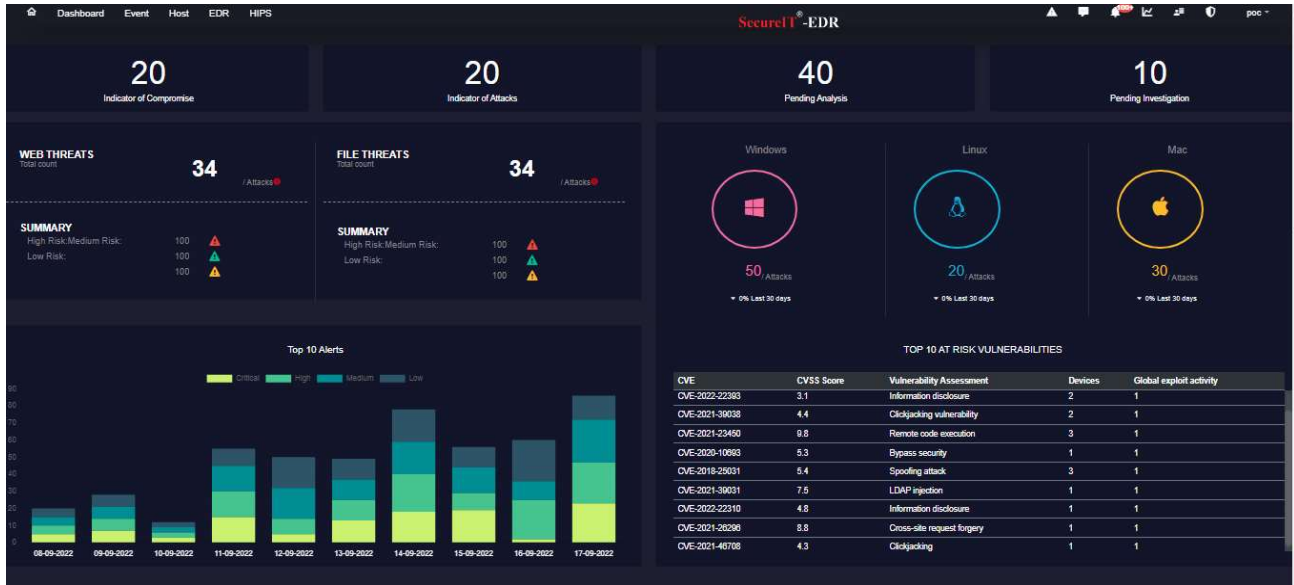 Dashboard Event Host EDR HIPS
SecureIT®-EDR
100+
poc
20
Indicator of Compromise
20
Indicator of Attacks
40
Pending Analysis
10
Pending Investigation
WEB THREATS
Total count
34
/ Attacks
SUMMARY
High Risk:Medium Risk: 100
Low Risk: 100
100
FILE THREATS
Total count
34
/ Attacks
SUMMARY
High Risk:Medium Risk: 100
Low Risk: 100
100
Windows
50/ Attacks
0% Last 30 days
Linux
20/ Attacks
0% Last 30 days
Mac
30/ Attacks
0% Last 30 days
Top 10 Alerts
Critical High Medium Low
90
80
70
60
50
40
30
20
10
0
08-09-2022 09-09-2022 10-09-2022 11-09-2022 12-09-2022 13-09-2022 14-09-2022 15-09-2022 16-09-2022 17-09-2022
TOP 10 AT RISK VULNERABILITIES
CVE CVSS Score Vulnerability Assessment Devices Global exploit activity
CVE-2022-22393 3.1 Information disclosure 2 1
CVE-2021-39038 4.4 Clickjacking vulnerability 2 1
CVE-2021-23450 9.8 Remote code execution 3 1
CVE-2020-10693 5.3 Bypass security 1 1
CVE-2018-25031 5.4 Spoofing attack 3 1
CVE-2021-39031 7.5 LDAP injection 1 1
CVE-2022-22310 4.8 Information disclosure 1 1
CVE-2021-26296 8.8 Cross-site request forgery 1 1
CVE-2021-46708 4.3 Clickjacking 1 1